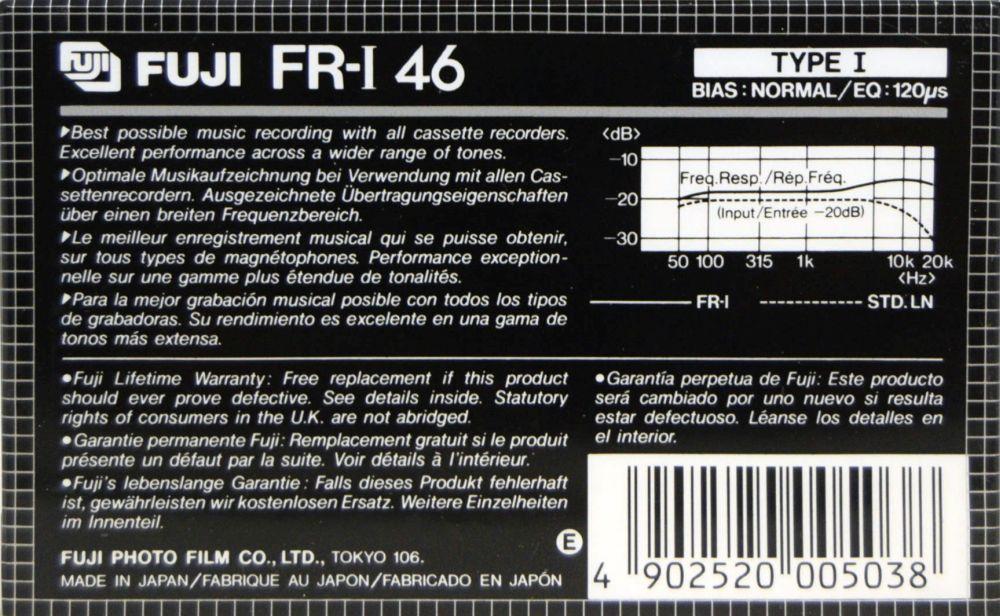 FUJI FUJI FR-I 46
TYPE I
BIAS : NORMAL/EQ : 120µs
▶Best possible music recording with all cassette recorders.
Excellent performance across a wider range of tones.
▶Optimale Musikaufzeichnung bei Verwendung mit allen Cas-
settenrecordern. Ausgezeichnete Übertragungseigenschaften
über einen breiten Frequenzbereich.
▶Le meilleur enregistrement musical qui se puisse obtenir,
sur tous types de magnétophones. Performance exception-
nelle sur une gamme plus étendue de tonalités.
▶Para la mejor grabación musical posible con todos los tipos
de grabadoras. Su rendimiento es excelente en una gama de
tonos más extensa.
<dB>
−10
Freq.Resp./Rép.Fréq.
−20
(Input/Entrée −20dB)
−30
50 100 315 1k 10k 20k
<Hz>
FR-I STD. LN
●Fuji Lifetime Warranty: Free replacement if this product
should ever prove defective. See details inside. Statutory
rights of consumers in the U.K. are not abridged.
●Garantie permanente Fuji: Remplacement gratuit si le produit
présente un défaut par la suite. Voir détails à l'intérieur.
●Fuji's lebenslange Garantie: Falls dieses Produkt fehlerhaft
ist, gewährleisten wir kostenlosen Ersatz. Weitere Einzelheiten
im Innenteil.
●Garantía perpetua de Fuji: Este producto
será cambiado por uno nuevo si resulta
estar defectuoso. Léanse los detalles en
el interior.
FUJI PHOTO FILM CO., LTD., TOKYO 106.
MADE IN JAPAN/FABRIQUE AU JAPON/FABRICADO EN JAPÓN
E
4 902520 005038